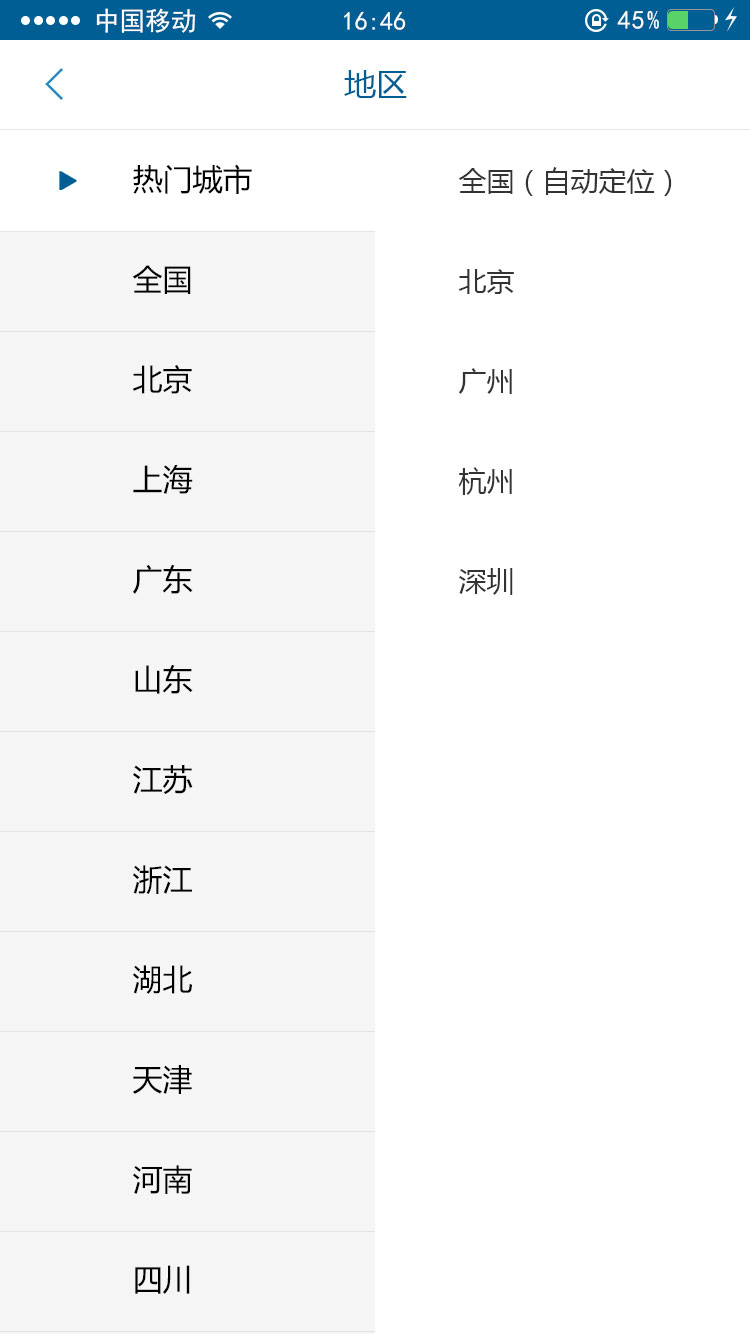 中国移动 16:46 45%
地区
热门城市
全国
北京
上海
广东
山东
江苏
浙江
湖北
天津
河南
四川
全国（自动定位）
北京
广州
杭州
深圳